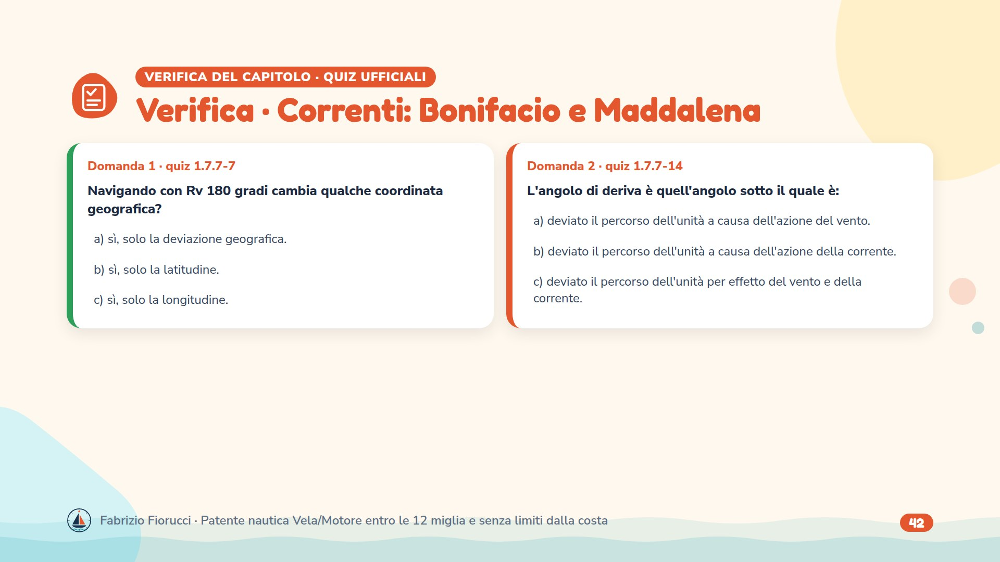 VERIFICA DEL CAPITOLO · QUIZ UFFICIALI
Verifica · Correnti: Bonifacio e Maddalena
Domanda 1 · quiz 1.7.7-7
Navigando con Rv 180 gradi cambia qualche coordinata
geografica?
a) sì, solo la deviazione geografica.
b) sì, solo la latitudine.
c) sì, solo la longitudine.
Domanda 2 · quiz 1.7.7-14
L'angolo di deriva è quell'angolo sotto il quale è:
a) deviato il percorso dell'unità a causa dell'azione del vento.
b) deviato il percorso dell'unità a causa dell'azione della corrente.
c) deviato il percorso dell'unità per effetto del vento e della
corrente.
Fabrizio Fiorucci · Patente nautica Vela/Motore entro le 12 miglia e senza limiti dalla costa
42